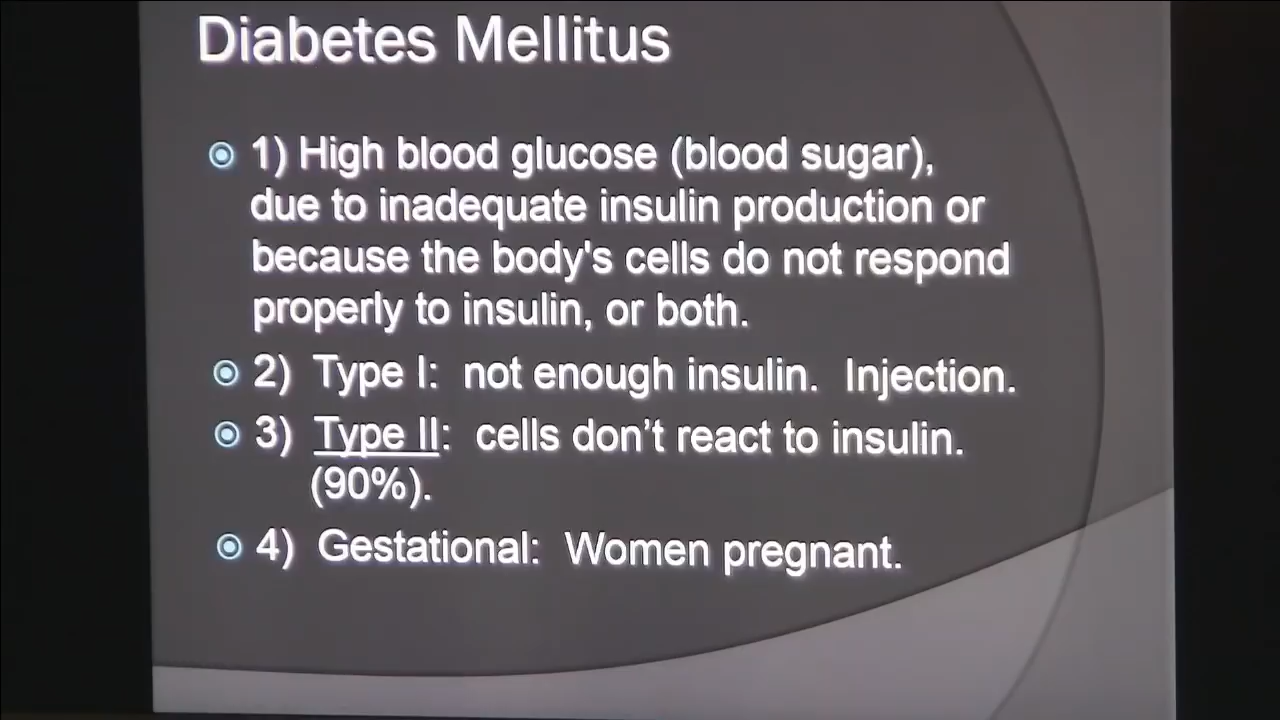 Diabetes Mellitus
1) High blood glucose (blood sugar),
due to inadequate insulin production or
because the body's cells do not respond
properly to insulin, or both.
2) Type I: not enough insulin. Injection.
3) Type II: cells don’t react to insulin.
(90%).
4) Gestational: Women pregnant.